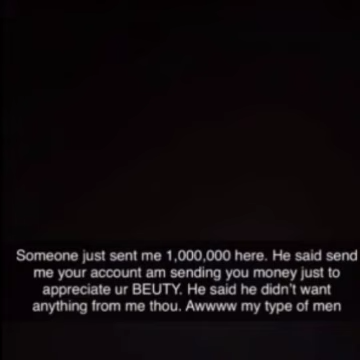 Someone just sent me 1,000,000 here. He said send
me your account am sending you money just to
appreciate ur BEUTY. He said he didn't want
anything from me thou. Awwww my type of men